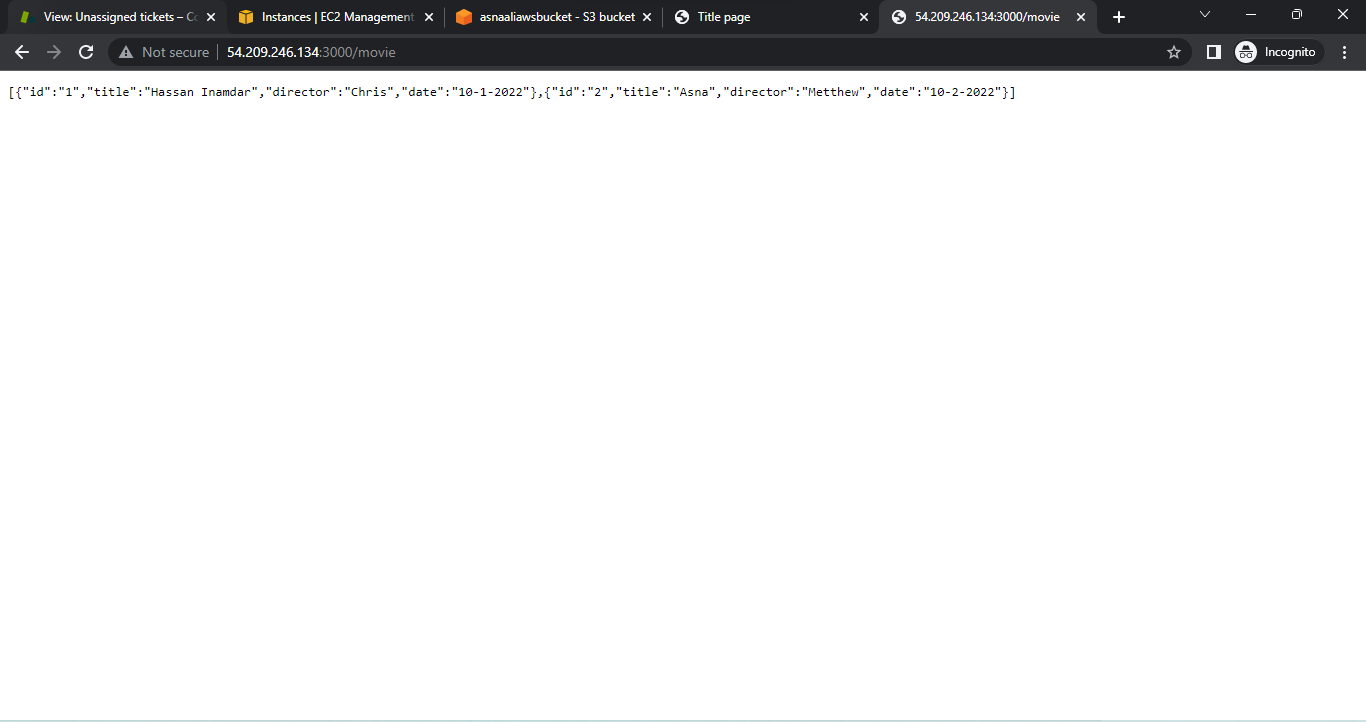 View: Unassigned tickets – Co
Instances | EC2 Management
asnaaliawsbucket - S3 bucket
Title page
54.209.246.134:3000/movie
Not secure
54.209.246.134:3000/movie
Incognito
[{"id":"1","title":"Hassan Inamdar","director":"Chris","date":"10-1-2022"},{"id":"2","title":"Asna","director":"Metthew","date":"10-2-2022"}]